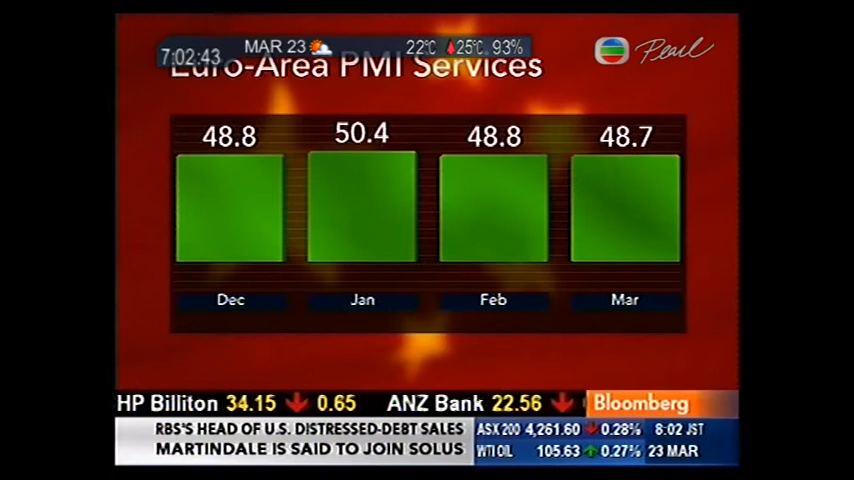 MAR 23 22°C 25°C 93%
7:02:43
Pearl
Euro-Area PMI Services
48.8 50.4 48.8 48.7
Dec Jan Feb Mar
HP Billiton 34.15 0.65 ANZ Bank 22.56
Bloomberg
RBS'S HEAD OF U.S. DISTRESSED-DEBT SALES
MARTINDALE IS SAID TO JOIN SOLUS
ASX 200 4,261.60 0.28% 8:02 JST
WTI OIL 105.63 0.27% 23 MAR